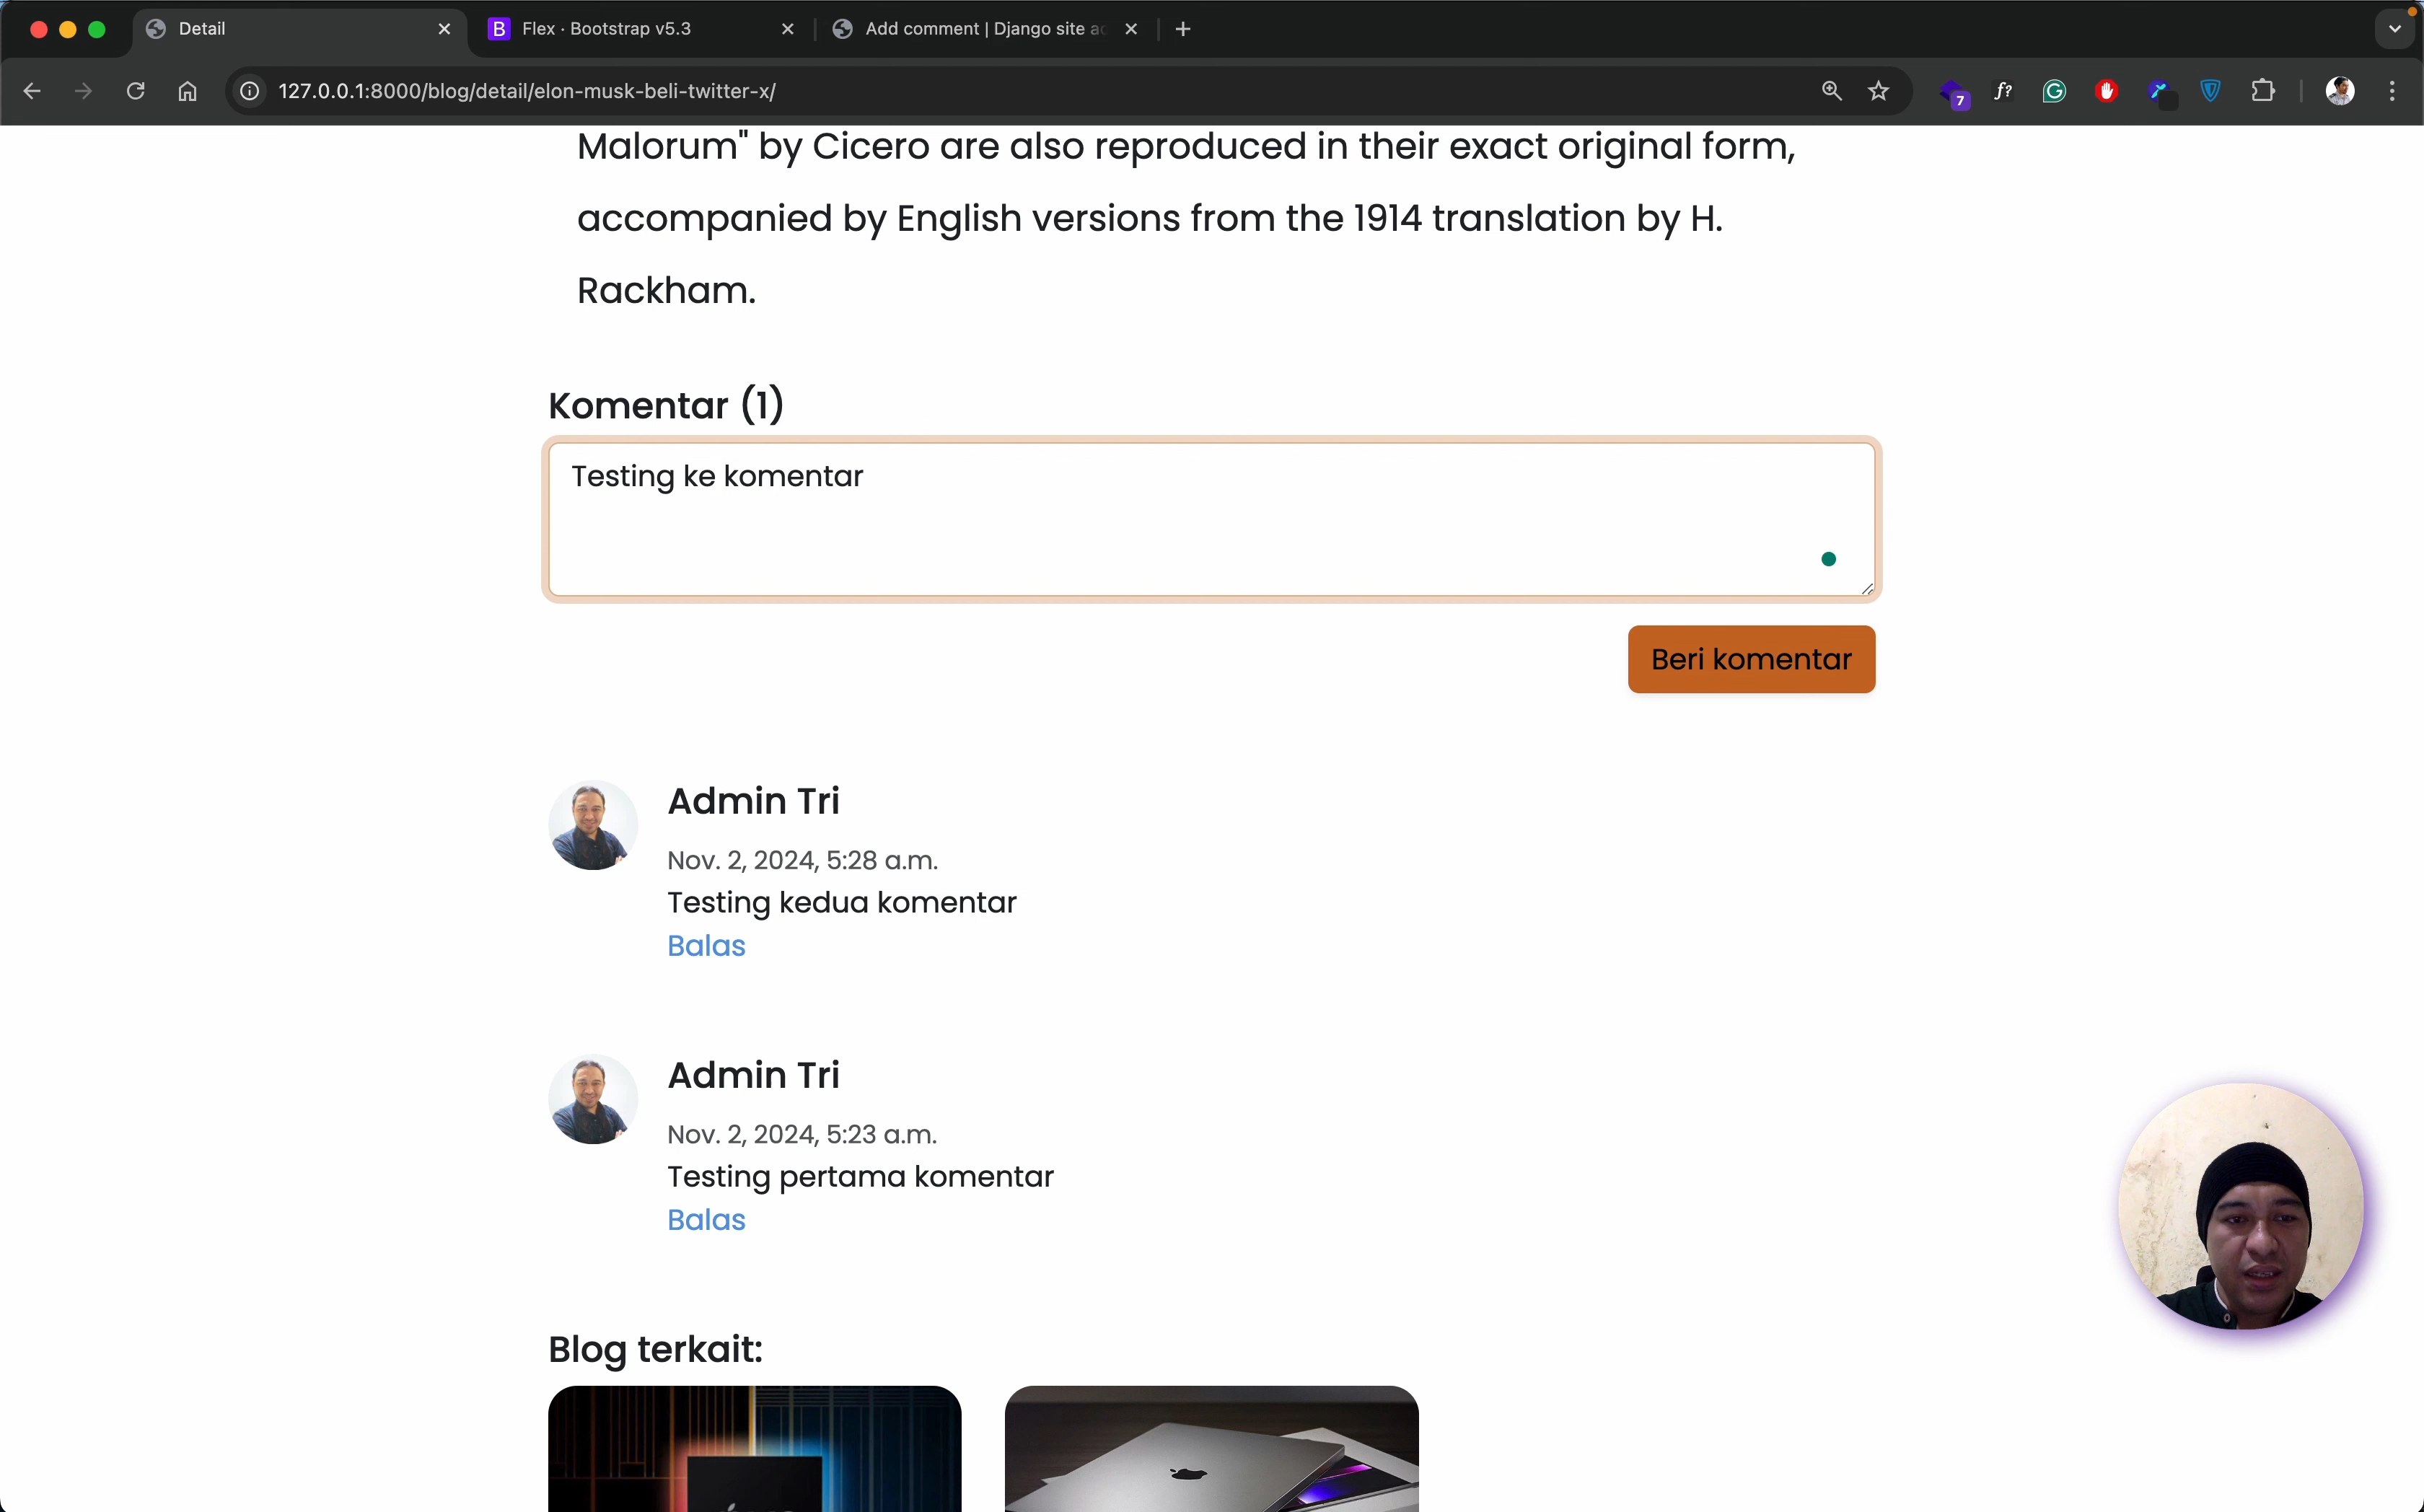 Detail
Flex · Bootstrap v5.3
Add comment | Django site ad
127.0.0.1:8000/blog/detail/elon-musk-beli-twitter-x/
7
f?
Malorum" by Cicero are also reproduced in their exact original form,
accompanied by English versions from the 1914 translation by H.
Rackham.
Komentar (1)
Testing ke komentar
Beri komentar
Admin Tri
Nov. 2, 2024, 5:28 a.m.
Testing kedua komentar
Balas
Admin Tri
Nov. 2, 2024, 5:23 a.m.
Testing pertama komentar
Balas
Blog terkait: